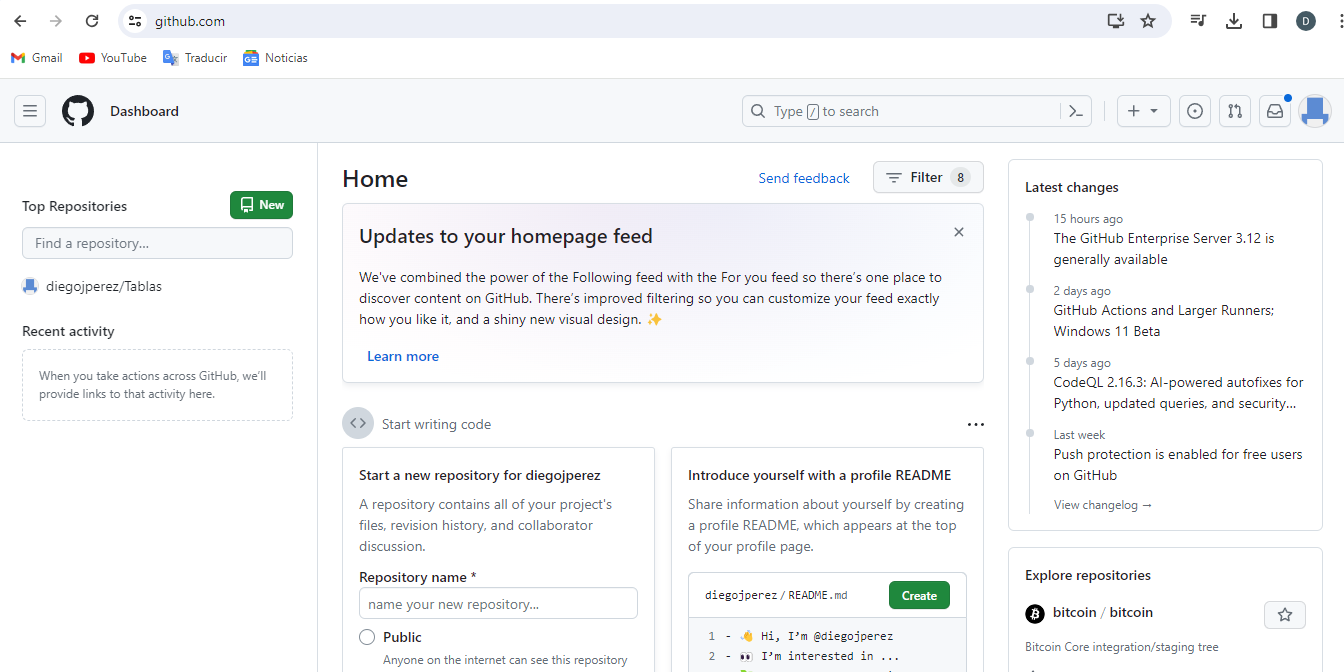 github.com
D
Gmail
YouTube
Traducir
Noticias
Dashboard
Type / to search
Top Repositories
New
Find a repository...
diegojperez/Tablas
Recent activity
When you take actions across GitHub, we'll
provide links to that activity here.
Home
Send feedback
Filter 8
Updates to your homepage feed
We've combined the power of the Following feed with the For you feed so there's one place to
discover content on GitHub. There's improved filtering so you can customize your feed exactly
how you like it, and a shiny new visual design. ✨
Learn more
Start writing code
Start a new repository for diegojperez
A repository contains all of your project's
files, revision history, and collaborator
discussion.
Repository name *
name your new repository...
Public
Anyone on the internet can see this repository
Introduce yourself with a profile README
Share information about yourself by creating
a profile README, which appears at the top
of your profile page.
diegojperez / README.md
Create
1 - 👋 Hi, I'm @diegojperez
2 - 👀 I'm interested in ...
Latest changes
15 hours ago
The GitHub Enterprise Server 3.12 is
generally available
2 days ago
GitHub Actions and Larger Runners;
Windows 11 Beta
5 days ago
CodeQL 2.16.3: AI-powered autofixes for
Python, updated queries, and security...
Last week
Push protection is enabled for free users
on GitHub
View changelog →
Explore repositories
bitcoin / bitcoin
Bitcoin Core integration/staging tree